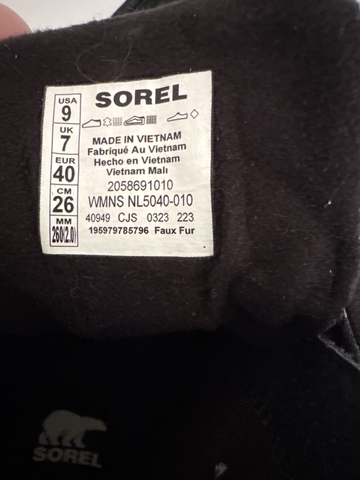 USA
9
UK
7
EUR
40
CM
26
MM
260(2.0)
SOREL
MADE IN VIETNAM
Fabriqué Au Vietnam
Hecho en Vietnam
Vietnam Malı
2058691010
WMNS NL5040-010
40949 CJS 0323 223
195979785796 Faux Fur
SOREL